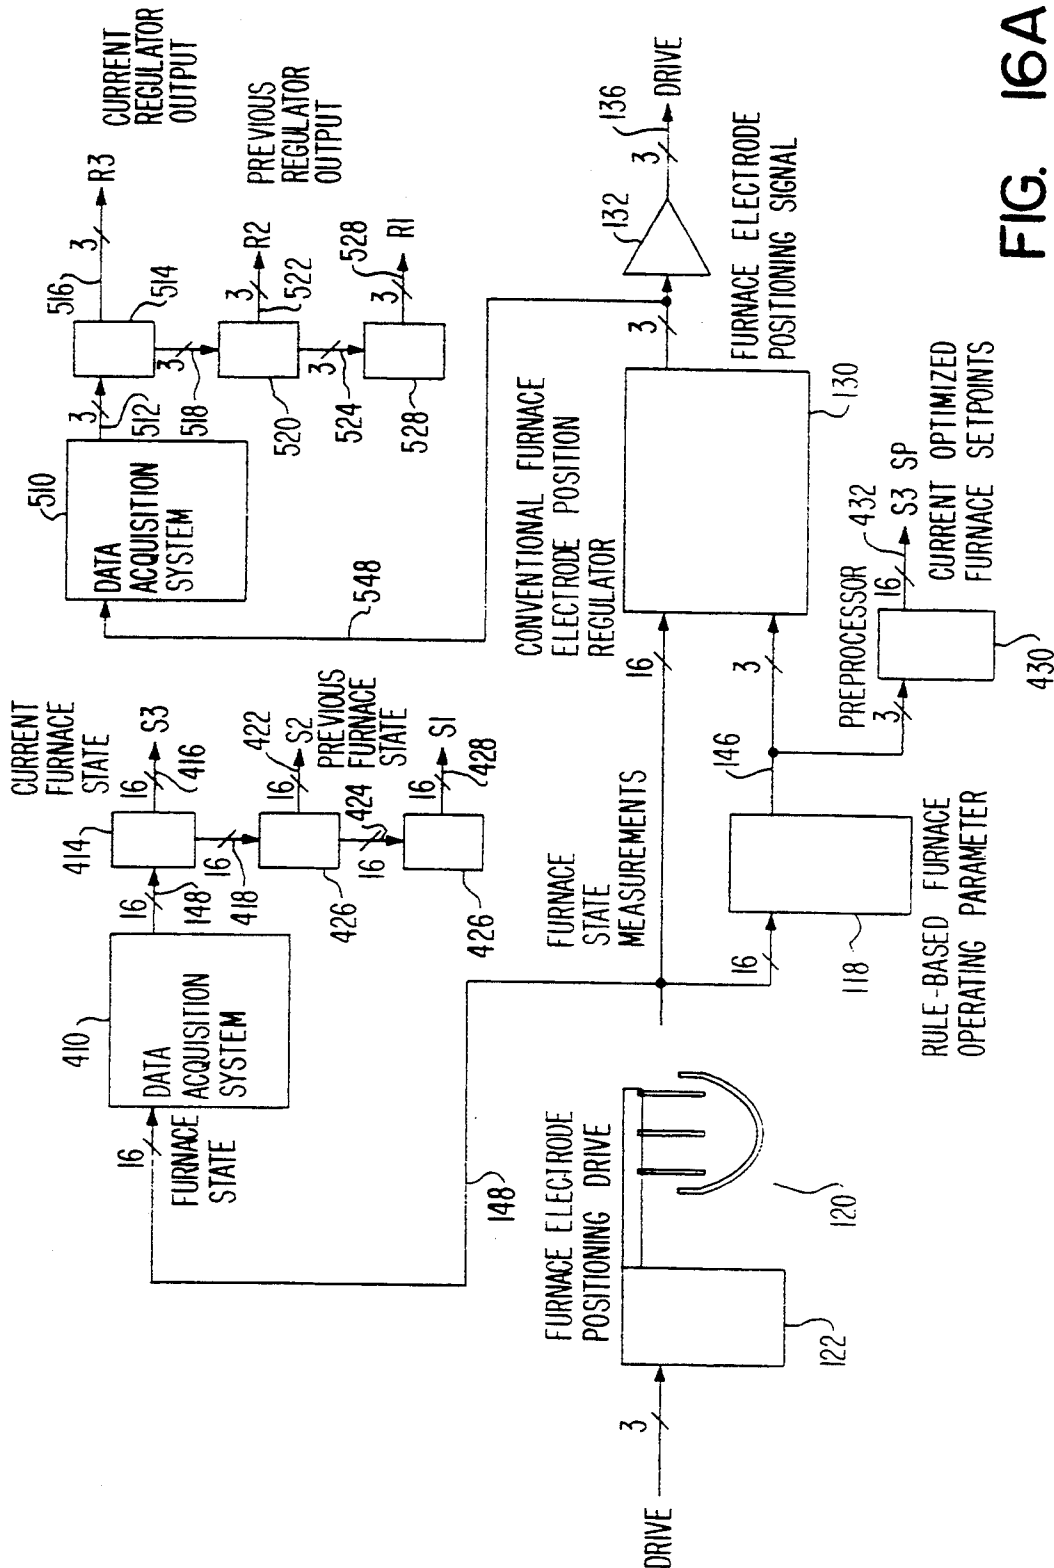 FIG. 16A
510
DATA
ACQUISITION
SYSTEM
3
512
514
3
516
R3
CURRENT
REGULATOR
OUTPUT
3
518
520
3
522
R2
PREVIOUS
REGULATOR
OUTPUT
3
524
528
3
528
R1
548
410
DATA
ACQUISITION
SYSTEM
16
FURNACE
STATE
16
148
414
CURRENT
FURNACE
STATE
16
416
S3
16
418
426
16
422
S2
PREVIOUS
FURNACE
STATE
424
16
426
16
428
S1
148
FURNACE
STATE
MEASUREMENTS
16
CONVENTIONAL FURNACE
ELECTRODE POSITION
REGULATOR
130
3
132
3
136
DRIVE
FURNACE ELECTRODE
POSITIONING SIGNAL
16
118
RULE-BASED FURNACE
OPERATING PARAMETER
146
3
PREPROCESSOR
3
430
16
432
S3 SP
CURRENT OPTIMIZED
FURNACE SETPOINTS
FURNACE ELECTRODE
POSITIONING DRIVE
DRIVE
3
122
120